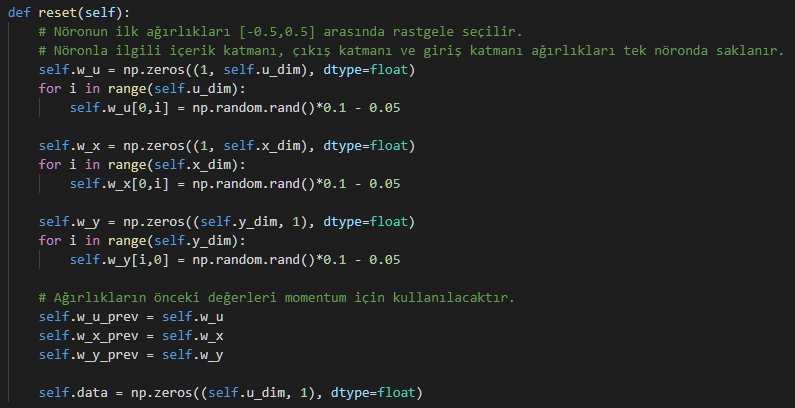 def reset(self):
    # Nöronun ilk ağırlıkları [-0.5,0.5] arasında rastgele seçilir.
    # Nöronla ilgili içerik katmanı, çıkış katmanı ve giriş katmanı ağırlıkları tek nöronda saklanır.
    self.w_u = np.zeros((1, self.u_dim), dtype=float)
    for i in range(self.u_dim):
        self.w_u[0,i] = np.random.rand()*0.1 - 0.05

    self.w_x = np.zeros((1, self.x_dim), dtype=float)
    for i in range(self.x_dim):
        self.w_x[0,i] = np.random.rand()*0.1 - 0.05

    self.w_y = np.zeros((self.y_dim, 1), dtype=float)
    for i in range(self.y_dim):
        self.w_y[i,0] = np.random.rand()*0.1 - 0.05

    # Ağırlıkların önceki değerleri momentum için kullanılacaktır.
    self.w_u_prev = self.w_u
    self.w_x_prev = self.w_x
    self.w_y_prev = self.w_y

    self.data = np.zeros((self.u_dim, 1), dtype=float)